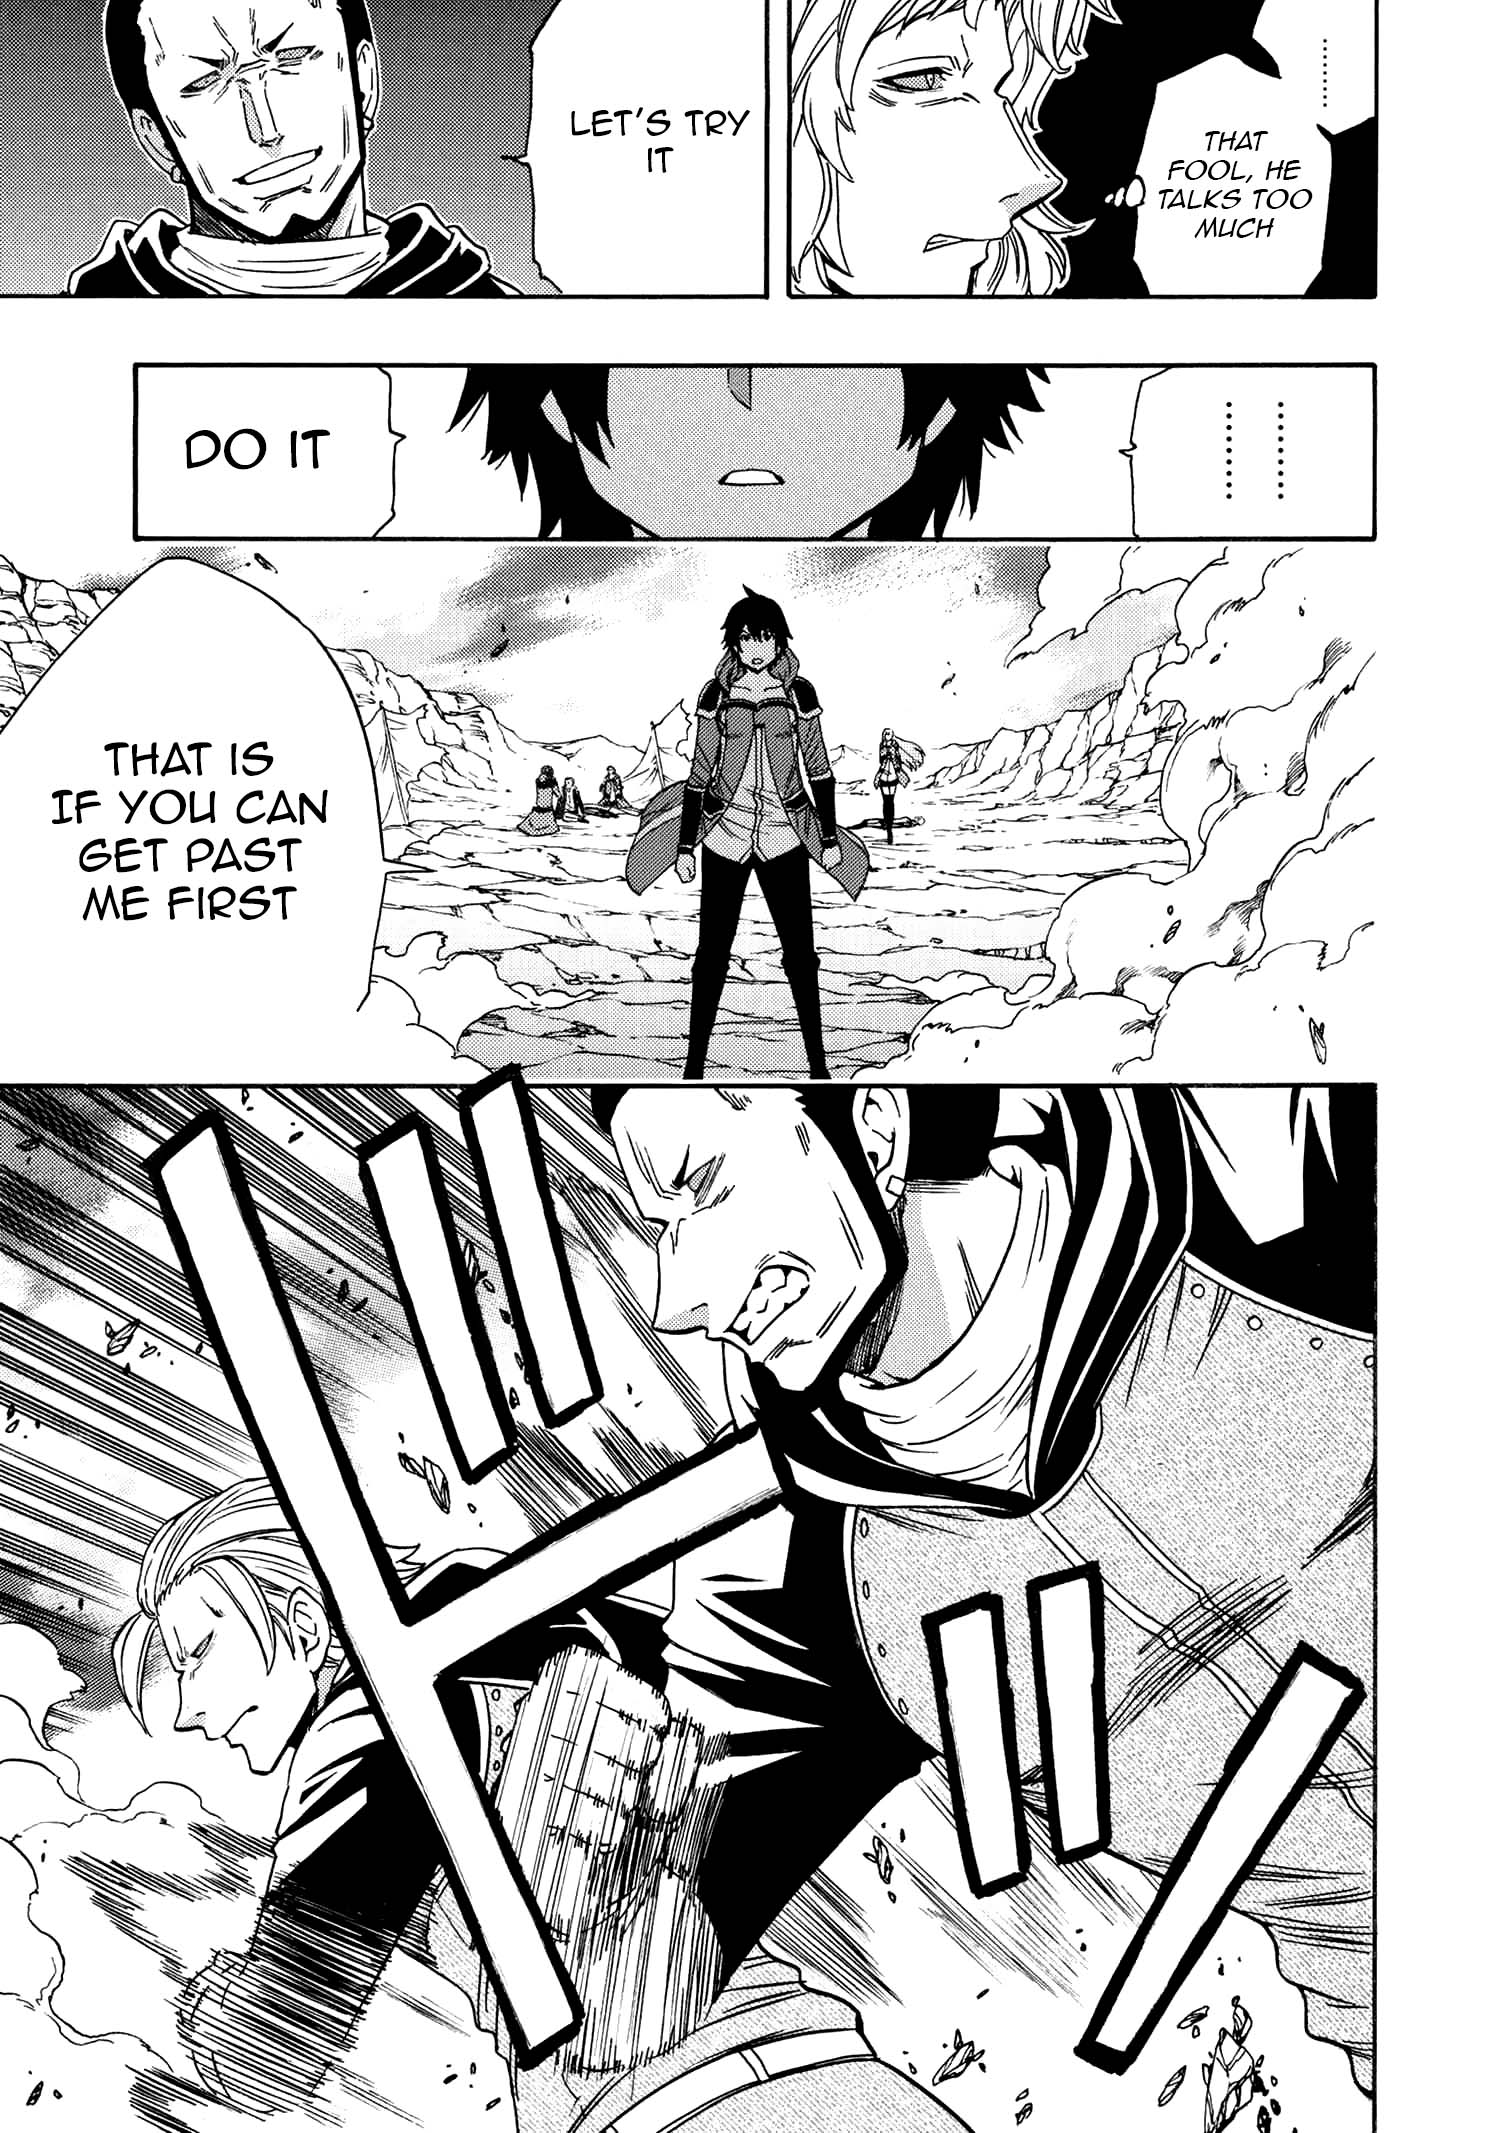 ………
THAT
FOOL, HE
TALKS TOO
MUCH
LET'S TRY
IT
………
………
DO IT
THAT IS
IF YOU CAN
GET PAST
ME FIRST
ドドッ